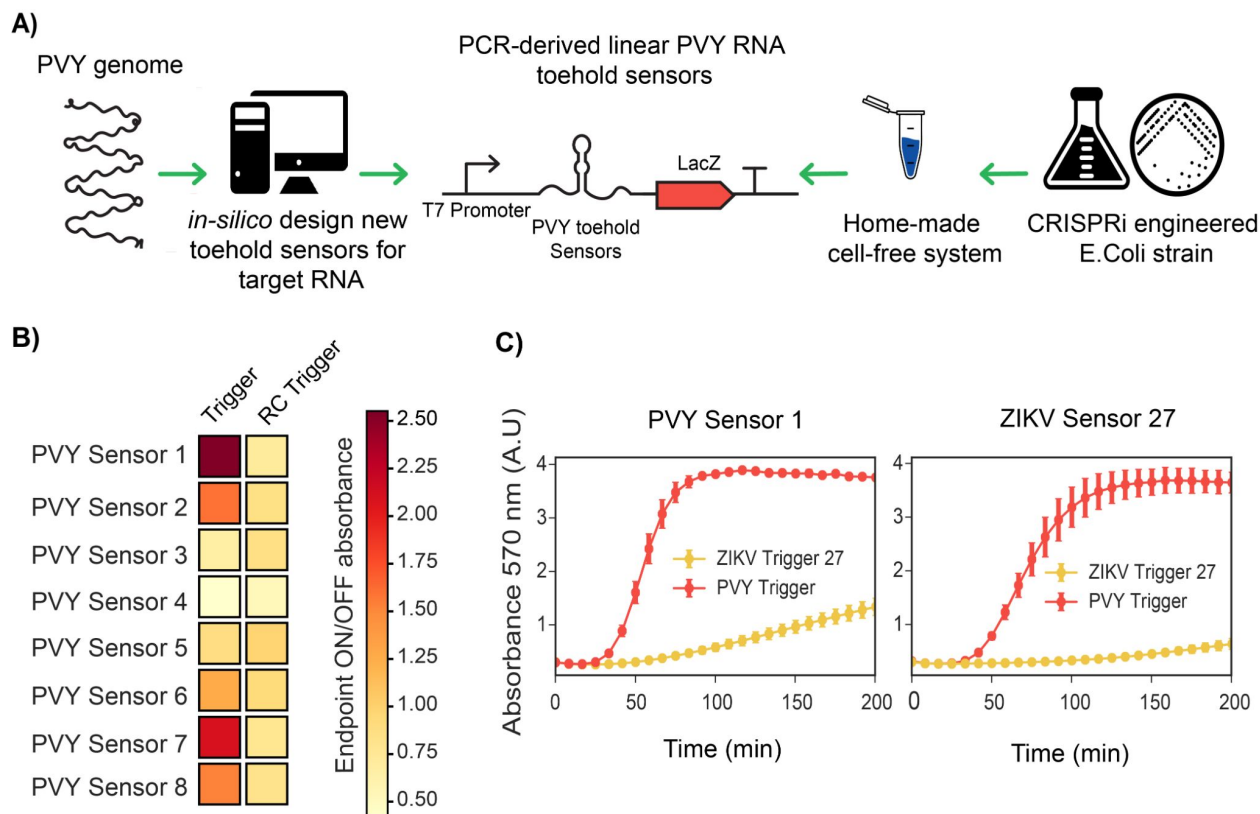 A)
PVY genome
in-silico design new
toehold sensors for
target RNA
PCR-derived linear PVY RNA
toehold sensors
T7 Promoter
PVY toehold
Sensors
LacZ
Home-made
cell-free system
CRISPRi engineered
E.Coli strain
B)
Trigger
RC Trigger
PVY Sensor 1
PVY Sensor 2
PVY Sensor 3
PVY Sensor 4
PVY Sensor 5
PVY Sensor 6
PVY Sensor 7
PVY Sensor 8
Endpoint ON/OFF absorbance
2.50
2.25
2.00
1.75
1.50
1.25
1.00
0.75
0.50
C)
PVY Sensor 1
Absorbance 570 nm (A.U)
4
3
2
1
ZIKV Trigger 27
PVY Trigger
0
50
100
150
200
Time (min)
ZIKV Sensor 27
4
3
2
1
ZIKV Trigger 27
PVY Trigger
0
50
100
150
200
Time (min)